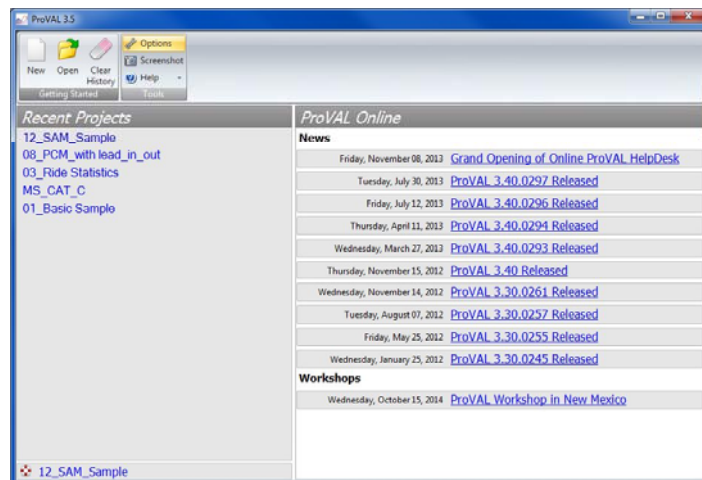 ProVAL 3.5
New Open Clear History
Getting Started
Options
Screenshot
Help
Tools
Recent Projects
12_SAM_Sample
08_PCM_with lead_in_out
03_Ride Statistics
MS_CAT_C
01_Basic Sample
12_SAM_Sample
ProVAL Online
News
Friday, November 08, 2013 Grand Opening of Online ProVAL HelpDesk
Tuesday, July 30, 2013 ProVAL 3.40.0297 Released
Friday, July 12, 2013 ProVAL 3.40.0296 Released
Thursday, April 11, 2013 ProVAL 3.40.0294 Released
Wednesday, March 27, 2013 ProVAL 3.40.0293 Released
Thursday, November 15, 2012 ProVAL 3.40 Released
Wednesday, November 14, 2012 ProVAL 3.30.0261 Released
Tuesday, August 07, 2012 ProVAL 3.30.0257 Released
Friday, May 25, 2012 ProVAL 3.30.0255 Released
Wednesday, January 25, 2012 ProVAL 3.30.0245 Released
Workshops
Wednesday, October 15, 2014 ProVAL Workshop in New Mexico